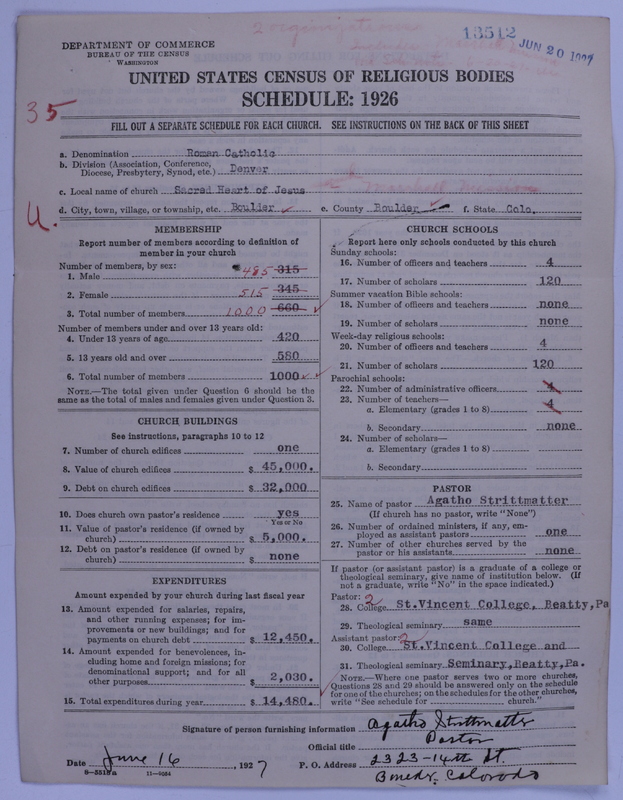 2 organizations
13512
JUN 20 1927
DEPARTMENT OF COMMERCE
BUREAU OF THE CENSUS
WASHINGTON
UNITED STATES CENSUS OF RELIGIOUS BODIES
SCHEDULE: 1926
35
FILL OUT A SEPARATE SCHEDULE FOR EACH CHURCH. SEE INSTRUCTIONS ON THE BACK OF THIS SHEET
a. Denomination Roman Catholic
b. Division (Association, Conference, Diocese, Presbytery, Synod, etc.) Denver
c. Local name of church Sacred Heart of Jesus
d. City, town, village, or township, etc. Boulder e. County Boulder f. State Colo.
U.
MEMBERSHIP
Report number of members according to definition of
member in your church
Number of members, by sex:
1. Male 485 315
2. Female 515 345
3. Total number of members 1000 660
Number of members under and over 13 years old:
4. Under 13 years of age 420
5. 13 years old and over 580
6. Total number of members 1000
NOTE.—The total given under Question 6 should be the
same as the total of males and females given under Question 3.
CHURCH BUILDINGS
See instructions, paragraphs 10 to 12
7. Number of church edifices one
8. Value of church edifices $ 45,000.
9. Debt on church edifices $ 32,000
10. Does church own pastor's residence yes
Yes or No
11. Value of pastor's residence (if owned by
church) $ 5,000.
12. Debt on pastor's residence (if owned by
church) $ none
EXPENDITURES
Amount expended by your church during last fiscal year
13. Amount expended for salaries, repairs,
and other running expenses; for im-
provements or new buildings; and for
payments on church debt $ 12,450.
14. Amount expended for benevolences, in-
cluding home and foreign missions; for
denominational support; and for all
other purposes $ 2,030.
15. Total expenditures during year $ 14,480.
CHURCH SCHOOLS
Report here only schools conducted by this church
Sunday schools:
16. Number of officers and teachers 4
17. Number of scholars 120
Summer vacation Bible schools:
18. Number of officers and teachers none
19. Number of scholars none
Week-day religious schools:
20. Number of officers and teachers 4
21. Number of scholars 120
Parochial schools:
22. Number of administrative officers 4
23. Number of teachers—
a. Elementary (grades 1 to 8) 4
b. Secondary none
24. Number of scholars—
a. Elementary (grades 1 to 8)
b. Secondary
PASTOR
25. Name of pastor Agatho Strittmatter
(If church has no pastor, write "None")
26. Number of ordained ministers, if any, em-
ployed as assistant pastors one
27. Number of other churches served by the
pastor or his assistants none
If pastor (or assistant pastor) is a graduate of a college or
theological seminary, give name of institution below. (If
not a graduate, write "No" in the space indicated.)
Pastor: 2
28. College St.Vincent College, Beatty,Pa
29. Theological seminary same
Assistant pastor: 2
30. College St.Vincent College and
31. Theological seminary Seminary,Beatty,Pa.
NOTE.—Where one pastor serves two or more churches,
Questions 28 and 29 should be answered only on the schedule
for one of the churches; on the schedules for the other churches,
write "See schedule for church."
Signature of person furnishing information Agatho Strittmatter
Official title Pastor
Date June 16, 1927 P. O. Address 2323-14th St.
8-5518a 11-9054
Colorado